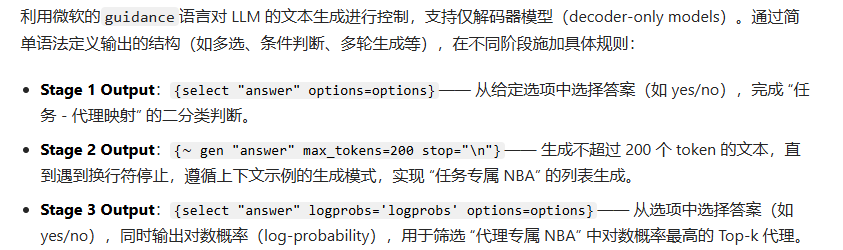 利用微软的 guidance 语言对 LLM 的文本生成进行控制，支持仅解码器模型（decoder-only models）。通过简
单语法定义输出的结构（如多选、条件判断、多轮生成等），在不同阶段施加具体规则：
• Stage 1 Output：{select "answer" options=options}—— 从给定选项中选择答案（如 yes/no），完成 “任
务 - 代理映射” 的二分类判断。
• Stage 2 Output：{~ gen "answer" max_tokens=200 stop="\n"}—— 生成不超过 200 个 token 的文本，直
到遇到换行符停止，遵循上下文示例的生成模式，实现 “任务专属 NBA” 的列表生成。
• Stage 3 Output：{select "answer" logprobs='logprobs' options=options}—— 从选项中选择答案（如
yes/no），同时输出对数概率（log-probability），用于筛选 “代理专属 NBA” 中对数概率最高的 Top-k 代理。